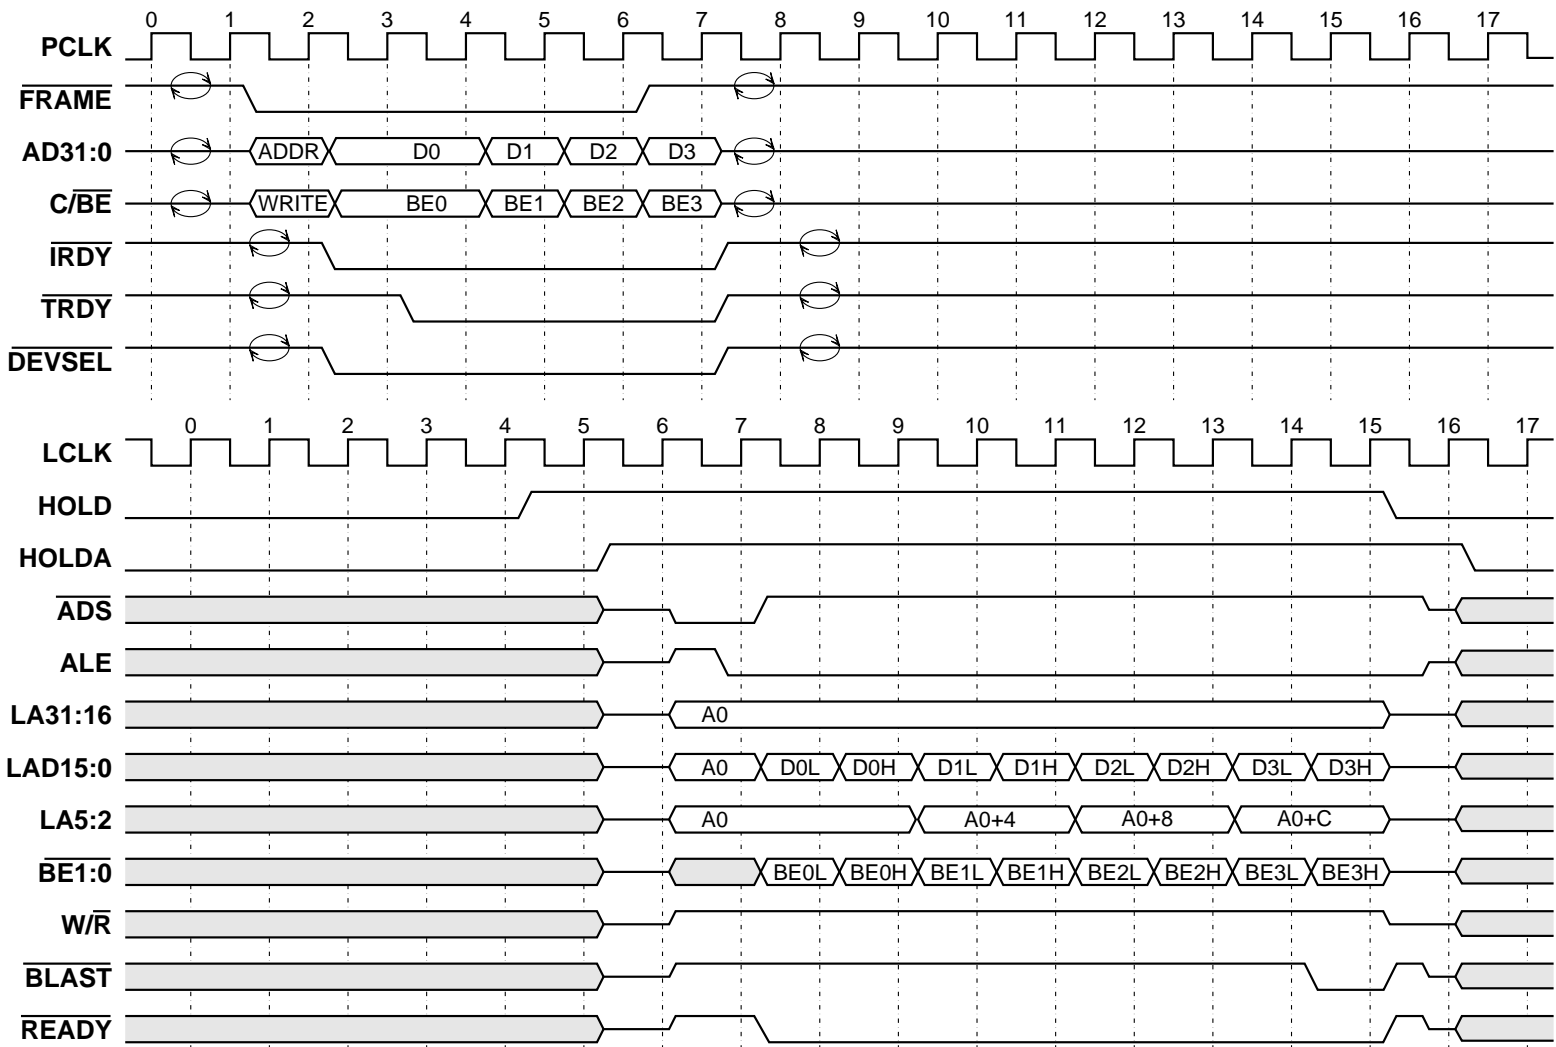 0 1 2 3 4 5 6 7 8 9 10 11 12 13 14 15 16 17
PCLK
FRAME
AD31:0 ADDR D0 D1 D2 D3
C/BE WRITE BE0 BE1 BE2 BE3
IRDY
TRDY
DEVSEL
0 1 2 3 4 5 6 7 8 9 10 11 12 13 14 15 16 17
LCLK
HOLD
HOLDA
ADS
ALE
LA31:16 A0
LAD15:0 A0 D0L D0H D1L D1H D2L D2H D3L D3H
LA5:2 A0 A0+4 A0+8 A0+C
BE1:0 BE0L BE0H BE1L BE1H BE2L BE2H BE3L BE3H
W/R
BLAST
READY